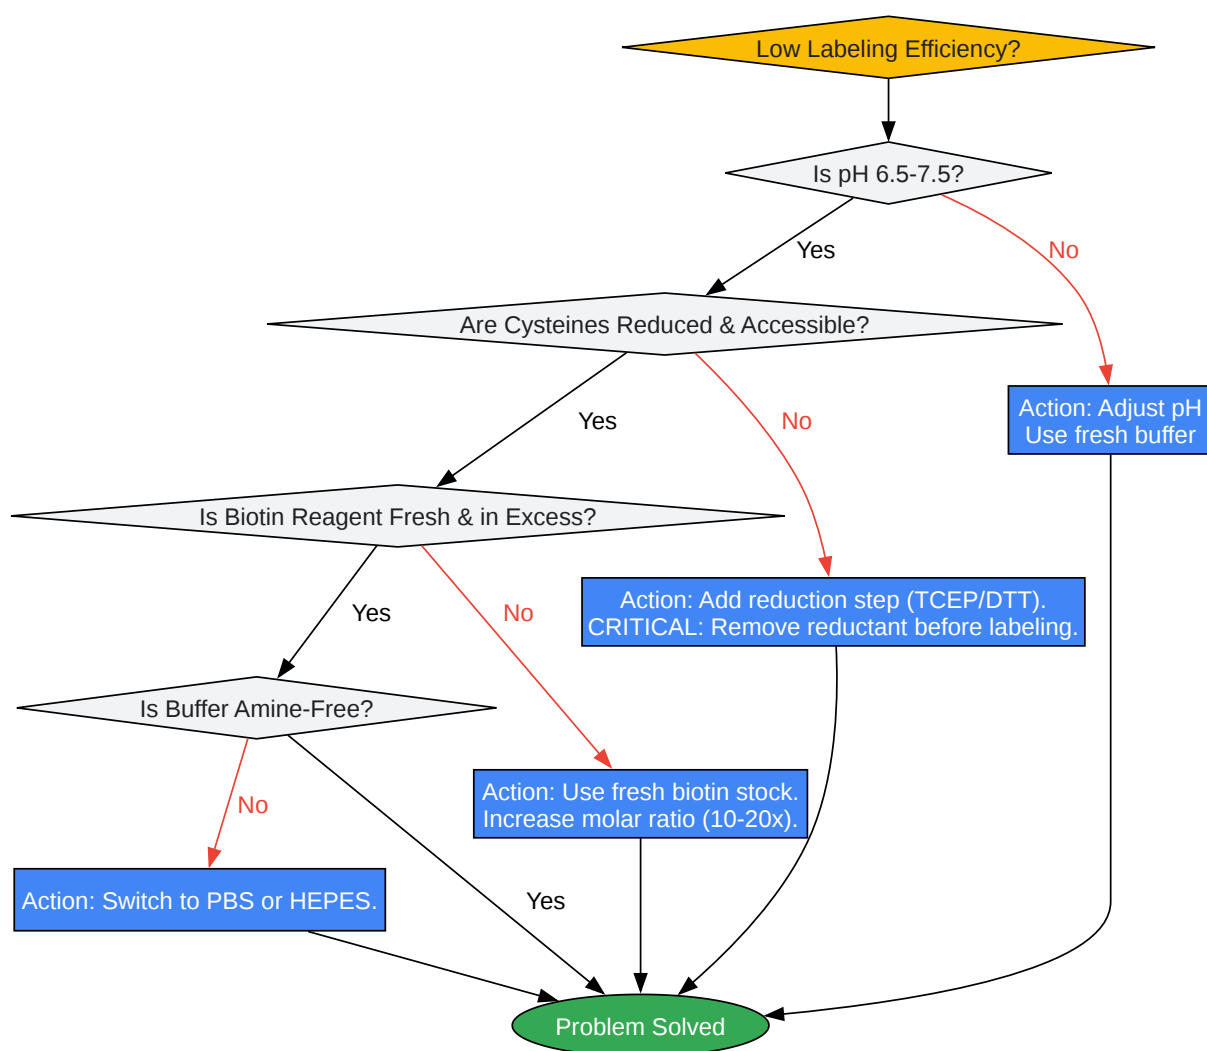 Low Labeling Efficiency?
Is pH 6.5-7.5?
Yes
No
Are Cysteines Reduced & Accessible?
Action: Adjust pH
Use fresh buffer
Yes
No
Is Biotin Reagent Fresh & in Excess?
Action: Add reduction step (TCEP/DTT).
CRITICAL: Remove reductant before labeling.
Yes
No
Is Buffer Amine-Free?
Action: Use fresh biotin stock.
Increase molar ratio (10-20x).
No
Yes
Action: Switch to PBS or HEPES.
Problem Solved